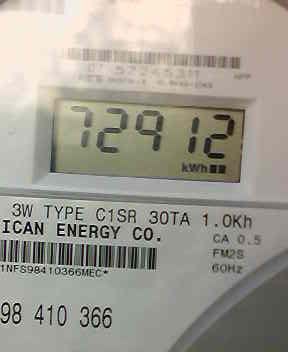 72912
kWh
3W TYPE C1SR 30TA 1.0Kh
ICAN ENERGY CO.
CA 0.5
FM2S
60Hz
1NFS98410366MEC*
98 410 366